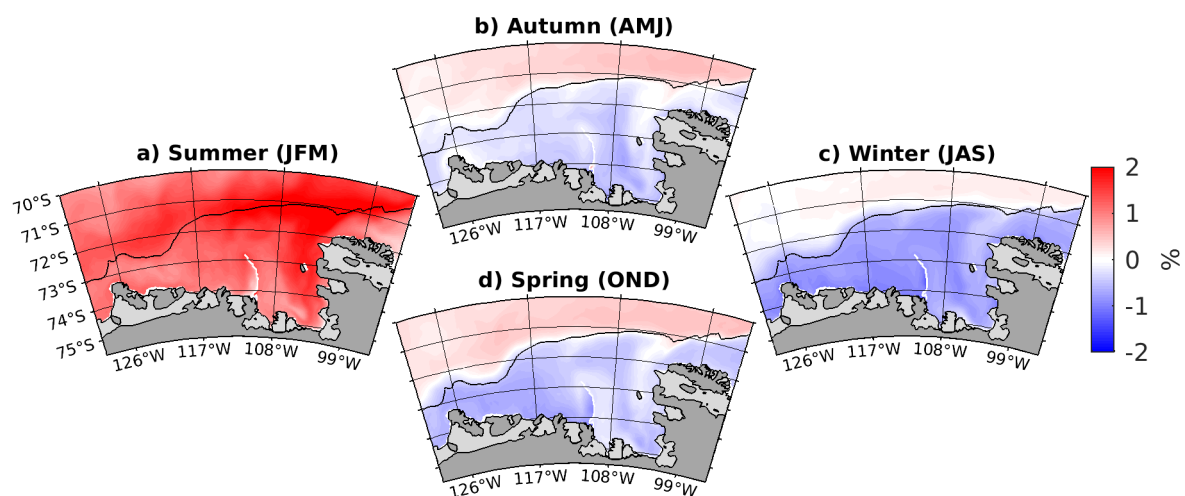 b) Autumn (AMJ)
126°W 117°W 108°W 99°W
a) Summer (JFM)
70°S
71°S
72°S
73°S
74°S
75°S
126°W 117°W 108°W 99°W
c) Winter (JAS)
126°W 117°W 108°W 99°W
2
1
0
-1
-2
%
d) Spring (OND)
126°W 117°W 108°W 99°W